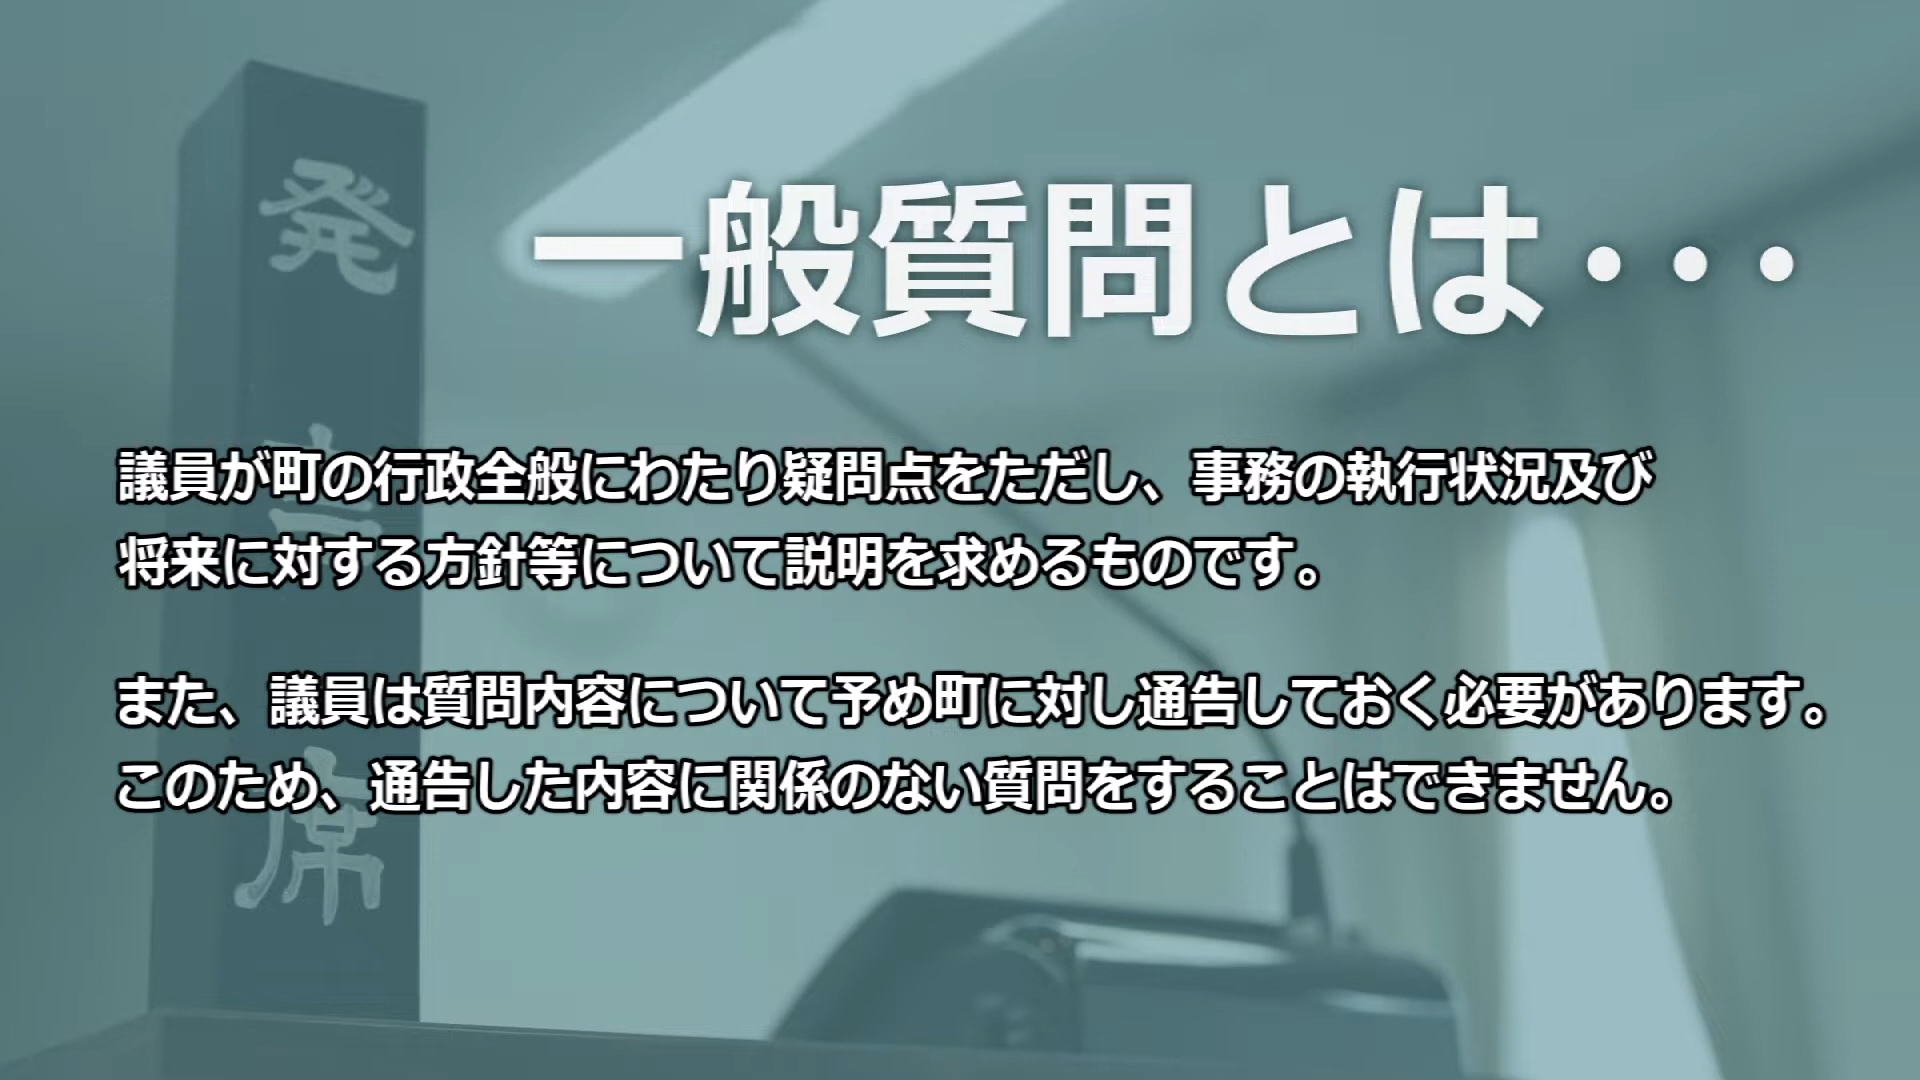 一般質問とは・・・
議員が町の行政全般にわたり疑問点をただし、事務の執行状況及び
将来に対する方針等について説明を求めるものです。
また、議員は質問内容について予め町に対し通告しておく必要があります。
このため、通告した内容に関係のない質問をすることはできません。
発言席